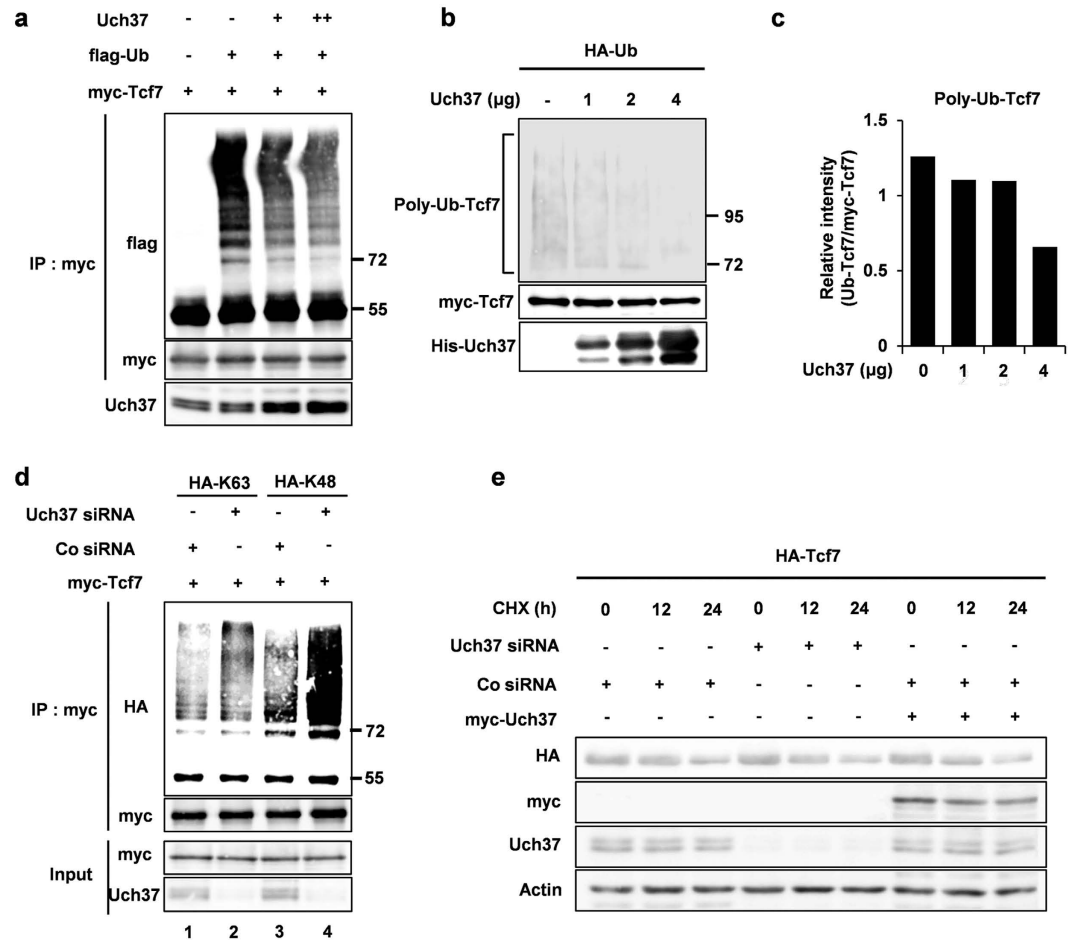 a
Uch37 - - + ++
flag-Ub - + + +
myc-Tcf7 + + + +
IP : myc
flag
72
55
myc
Uch37
b
HA-Ub
Uch37 (µg) - 1 2 4
Poly-Ub-Tcf7
95
72
myc-Tcf7
His-Uch37
c
Poly-Ub-Tcf7
Relative intensity
(Ub-Tcf7/myc-Tcf7)
1.5
1
0.5
0
Uch37 (µg) 0 1 2 4
d
HA-K63 HA-K48
Uch37 siRNA - + - +
Co siRNA + - + -
myc-Tcf7 + + + +
IP : myc
HA
72
55
myc
Input
myc
Uch37
1 2 3 4
e
HA-Tcf7
CHX (h) 0 12 24 0 12 24 0 12 24
Uch37 siRNA - - - + + + - - -
Co siRNA + + + - - - + + +
myc-Uch37 - - - - - - + + +
HA
myc
Uch37
Actin